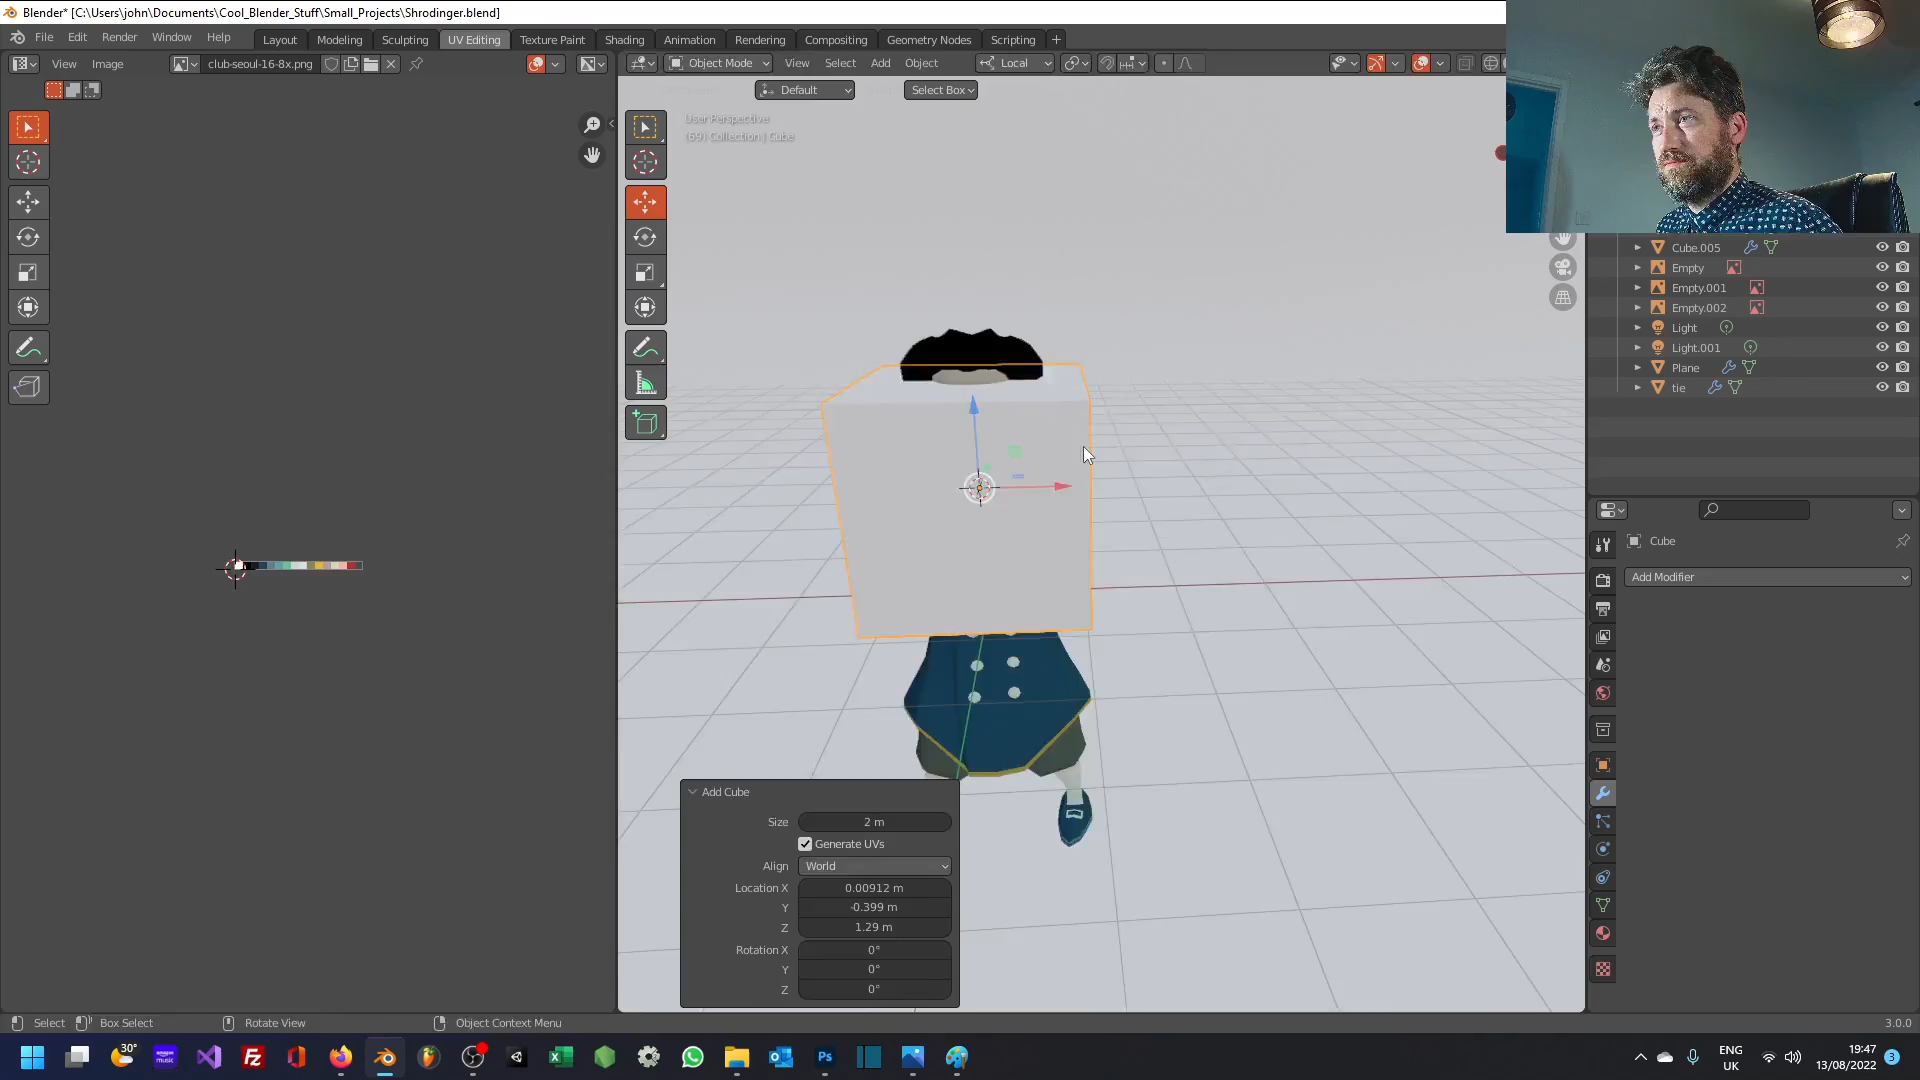 Blender* [C:\Users\john\Documents\Cool_Blender_Stuff\Small_Projects\Shrodinger.blend]
File Edit Render Window Help
Layout Modeling Sculpting UV Editing Texture Paint Shading Animation Rendering Compositing Geometry Nodes Scripting +
View Image club-seoul-16-8x.png
Object Mode View Select Add Object Local
Default Select Box
User Perspective
(69) Collection | Cube
Cube.005
Empty
Empty.001
Empty.002
Light
Light.001
Plane
tie
Cube
Add Modifier
Add Cube
Size 2 m
Generate UVs
Align World
Location X 0.00912 m
Y -0.399 m
Z 1.29 m
Rotation X 0°
Y 0°
Z 0°
Select Box Select Rotate View Object Context Menu 3.0.0
30°
ENG
UK
19:47
13/08/2022
3